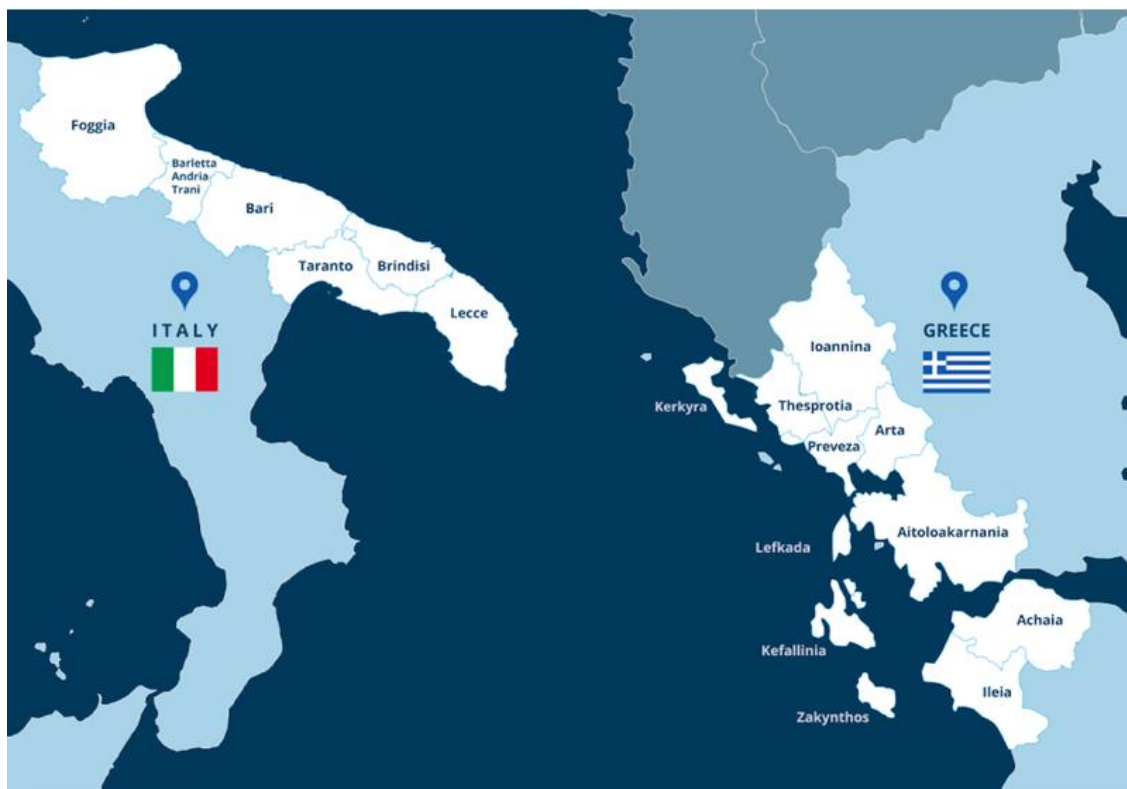 Foggia
Barletta
Andria
Trani
Bari
Taranto
Brindisi
Lecce
ITALY
GREECE
Ioannina
Kerkyra
Thesprotia
Preveza
Arta
Lefkada
Aitoloakarnania
Kefallinia
Achaia
Ileia
Zakynthos